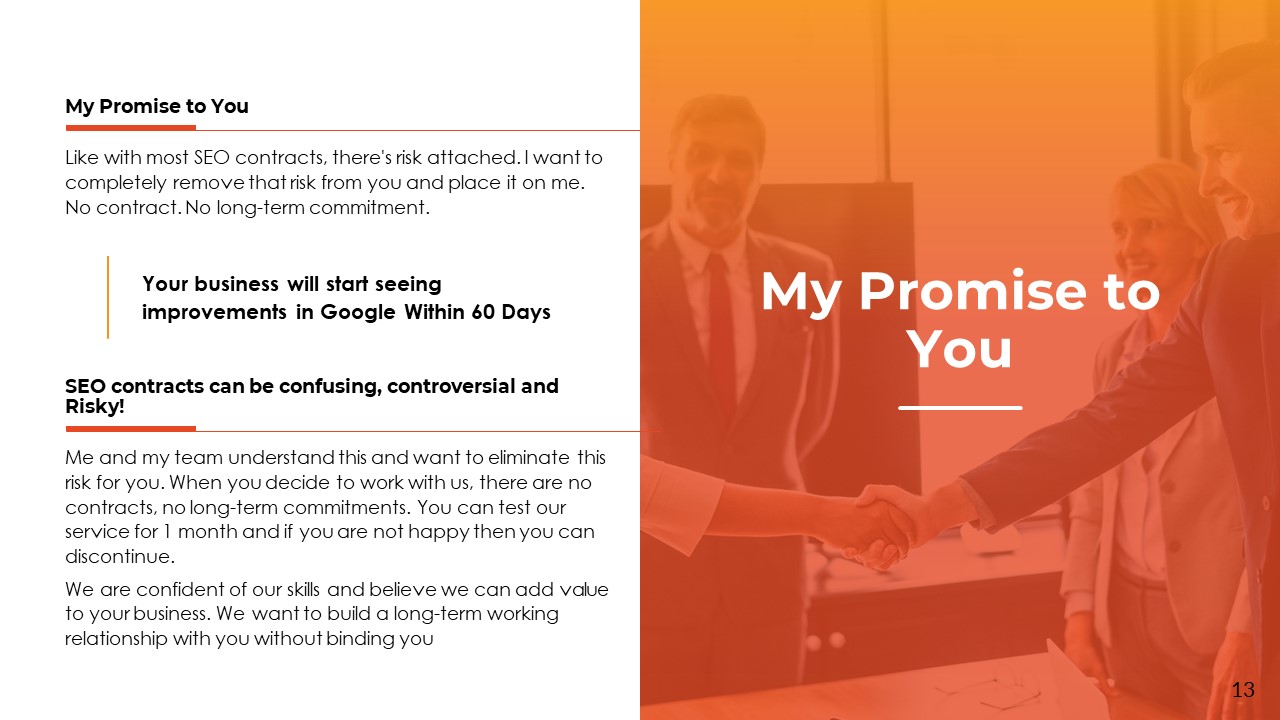 My Promise to You
Like with most SEO contracts, there's risk attached. I want to
completely remove that risk from you and place it on me.
No contract. No long-term commitment.
Your business will start seeing
improvements in Google Within 60 Days
SEO contracts can be confusing, controversial and
Risky!
Me and my team understand this and want to eliminate this
risk for you. When you decide to work with us, there are no
contracts, no long-term commitments. You can test our
service for 1 month and if you are not happy then you can
discontinue.
We are confident of our skills and believe we can add value
to your business. We want to build a long-term working
relationship with you without binding you
My Promise to
You
13